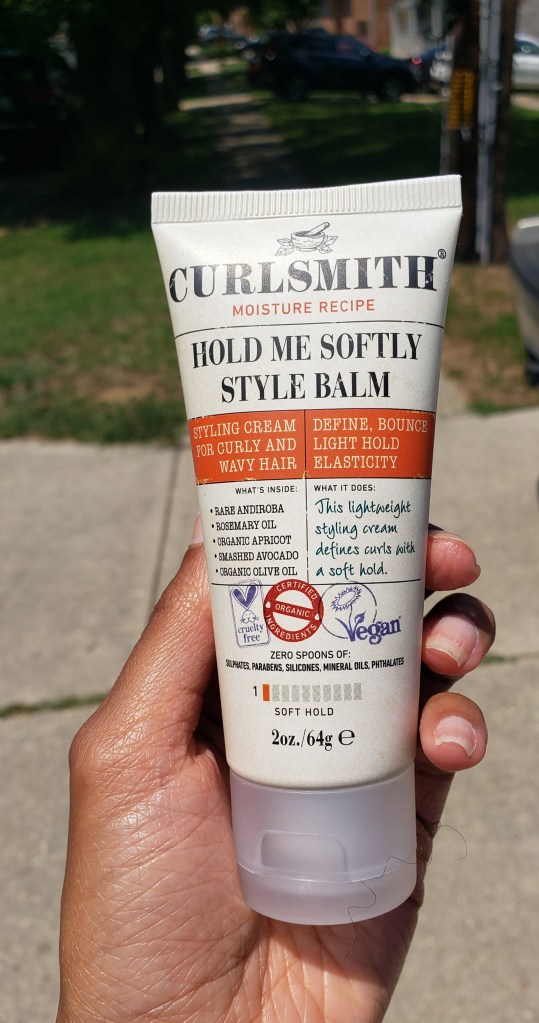 CURLSMITH®
MOISTURE RECIPE
HOLD ME SOFTLY
STYLE BALM
STYLING CREAM
FOR CURLY AND
WAVY HAIR
DEFINE, BOUNCE
LIGHT HOLD
ELASTICITY
WHAT'S INSIDE:
• RARE ANDIROBA
• ROSEMARY OIL
• ORGANIC APRICOT
• SMASHED AVOCADO
• ORGANIC OLIVE OIL
WHAT IT DOES:
This lightweight
styling cream
defines curls with
a soft hold.
cruelty
free
CERTIFIED
ORGANIC
INGREDIENTS
Vegan
ZERO SPOONS OF:
SULPHATES, PARABENS, SILICONES, MINERAL OILS, PHTHALATES
1
SOFT HOLD
2oz./64g ℮